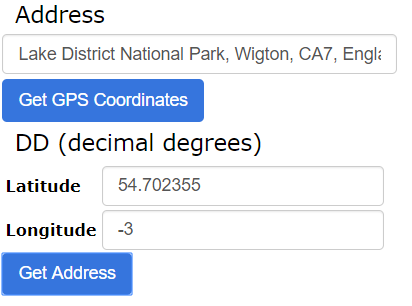 Address
Lake District National Park, Wigton, CA7, Engla
Get GPS Coordinates
DD (decimal degrees)
Latitude 54.702355
Longitude -3
Get Address